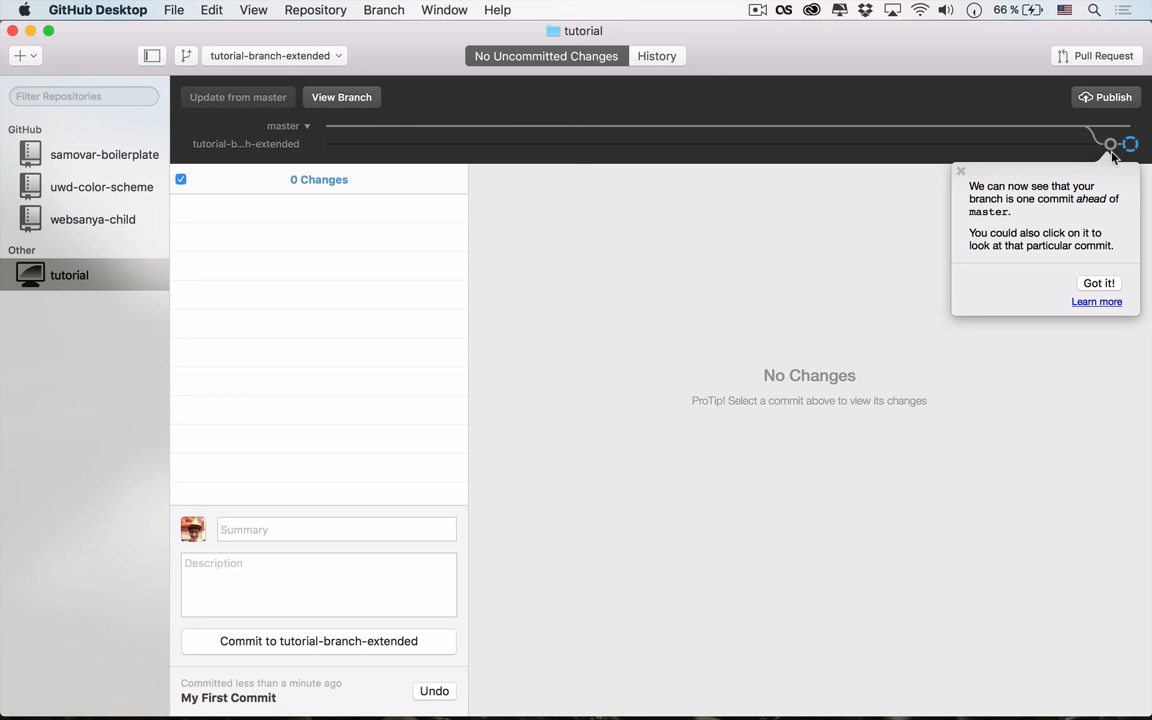 GitHub Desktop File Edit View Repository Branch Window Help 66 %
tutorial
tutorial-branch-extended No Uncommitted Changes History Pull Request
Filter Repositories
Update from master View Branch Publish
GitHub
master
tutorial-b...h-extended
samovar-boilerplate
uwd-color-scheme
websanya-child
Other
tutorial
0 Changes
We can now see that your
branch is one commit ahead of
master.
You could also click on it to
look at that particular commit.
Got it!
Learn more
No Changes
ProTip! Select a commit above to view its changes
Summary
Description
Commit to tutorial-branch-extended
Committed less than a minute ago
My First Commit
Undo